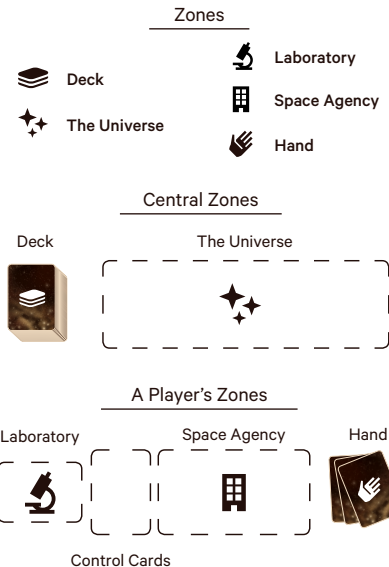 Zones
Deck
The Universe
Laboratory
Space Agency
Hand
Central Zones
Deck
The Universe
A Player's Zones
Laboratory
Space Agency
Hand
Control Cards